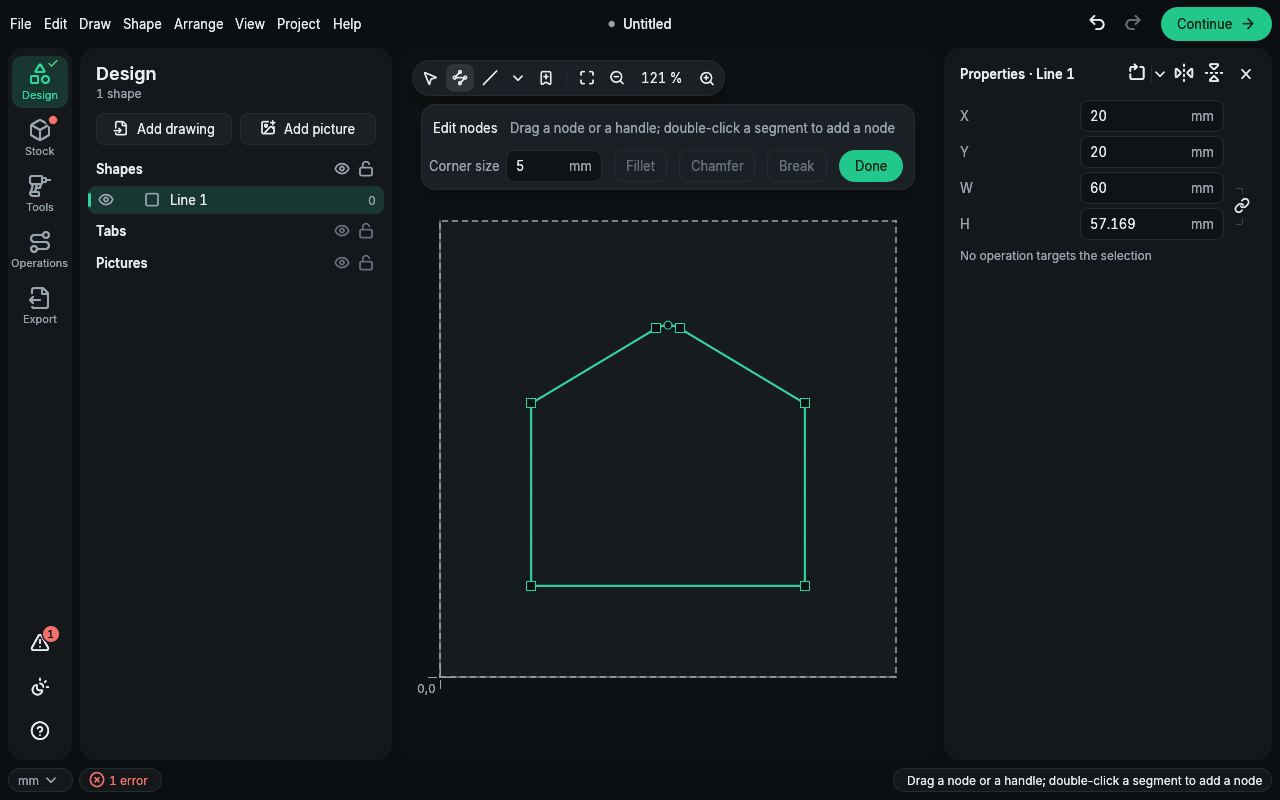 File Edit Draw Shape Arrange View Project Help
Untitled
Continue
Design
Stock
Tools
Operations
Export
1
Design
1 shape
Add drawing
Add picture
Shapes
Line 1 0
Tabs
Pictures
121 %
Edit nodes Drag a node or a handle; double-click a segment to add a node
Corner size 5 mm Fillet Chamfer Break Done
0,0
Properties · Line 1
X 20 mm
Y 20 mm
W 60 mm
H 57.169 mm
No operation targets the selection
mm
1 error
Drag a node or a handle; double-click a segment to add a node